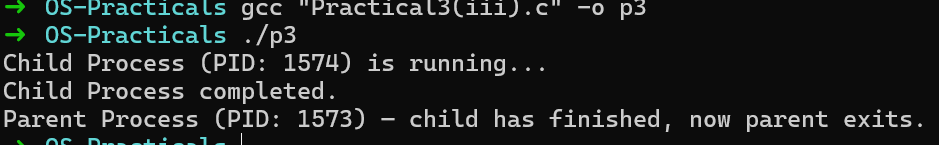 → OS-Practicals gcc "Practical3(iii).c" -o p3
→ OS-Practicals ./p3
Child Process (PID: 1574) is running...
Child Process completed.
Parent Process (PID: 1573) — child has finished, now parent exits.
→ OS-Practicals